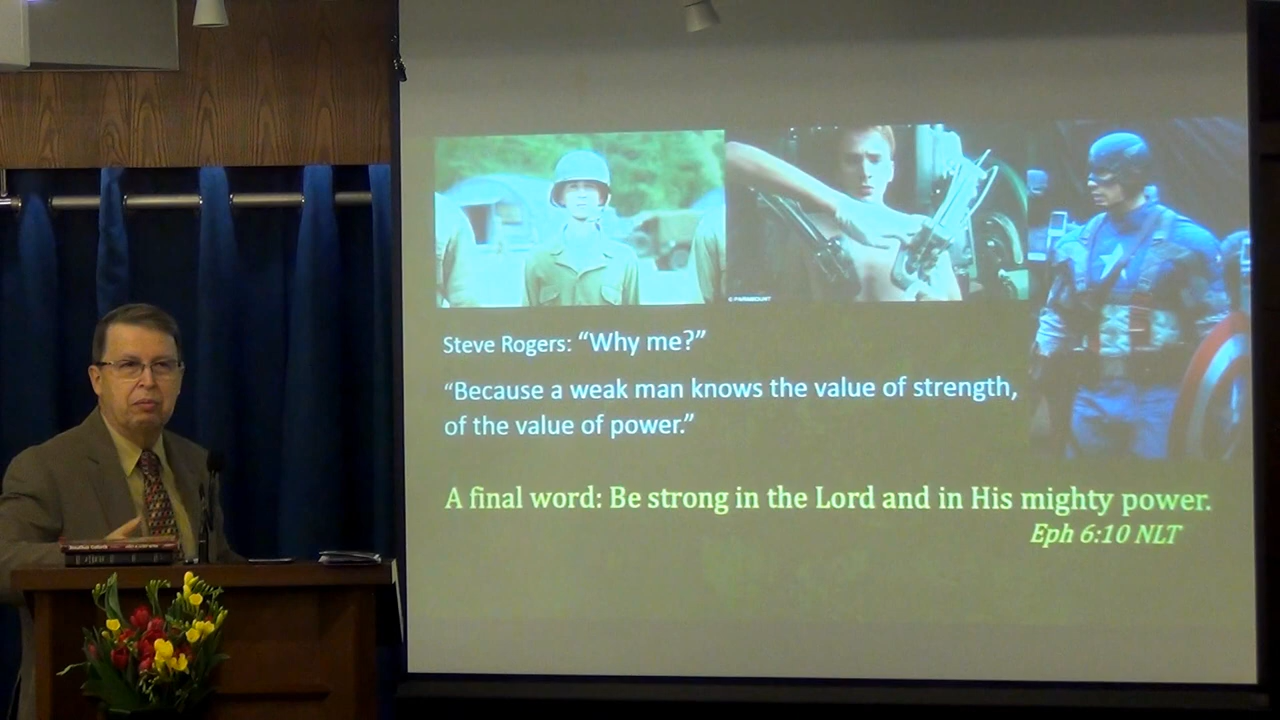 © PARAMOUNT
Steve Rogers: “Why me?”
“Because a weak man knows the value of strength,
of the value of power.”
A final word: Be strong in the Lord and in His mighty power.
Eph 6:10 NLT